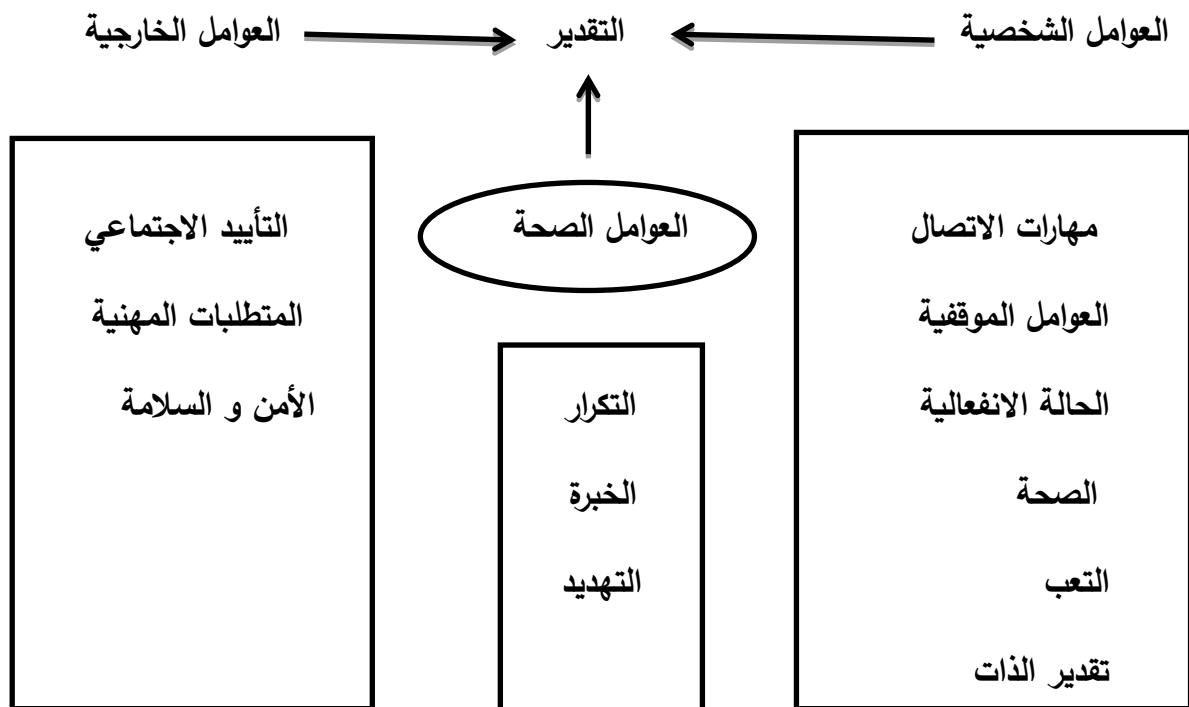 العوامل الشخصية
التقدير
العوامل الخارجية
مهارات الاتصال
العوامل الموقفية
الحالة الانفعالية
الصحة
التعب
تقدير الذات
العوامل الصحة
التكرار
الخبرة
التهديد
التأييد الاجتماعي
المتطلبات المهنية
الأمن و السلامة